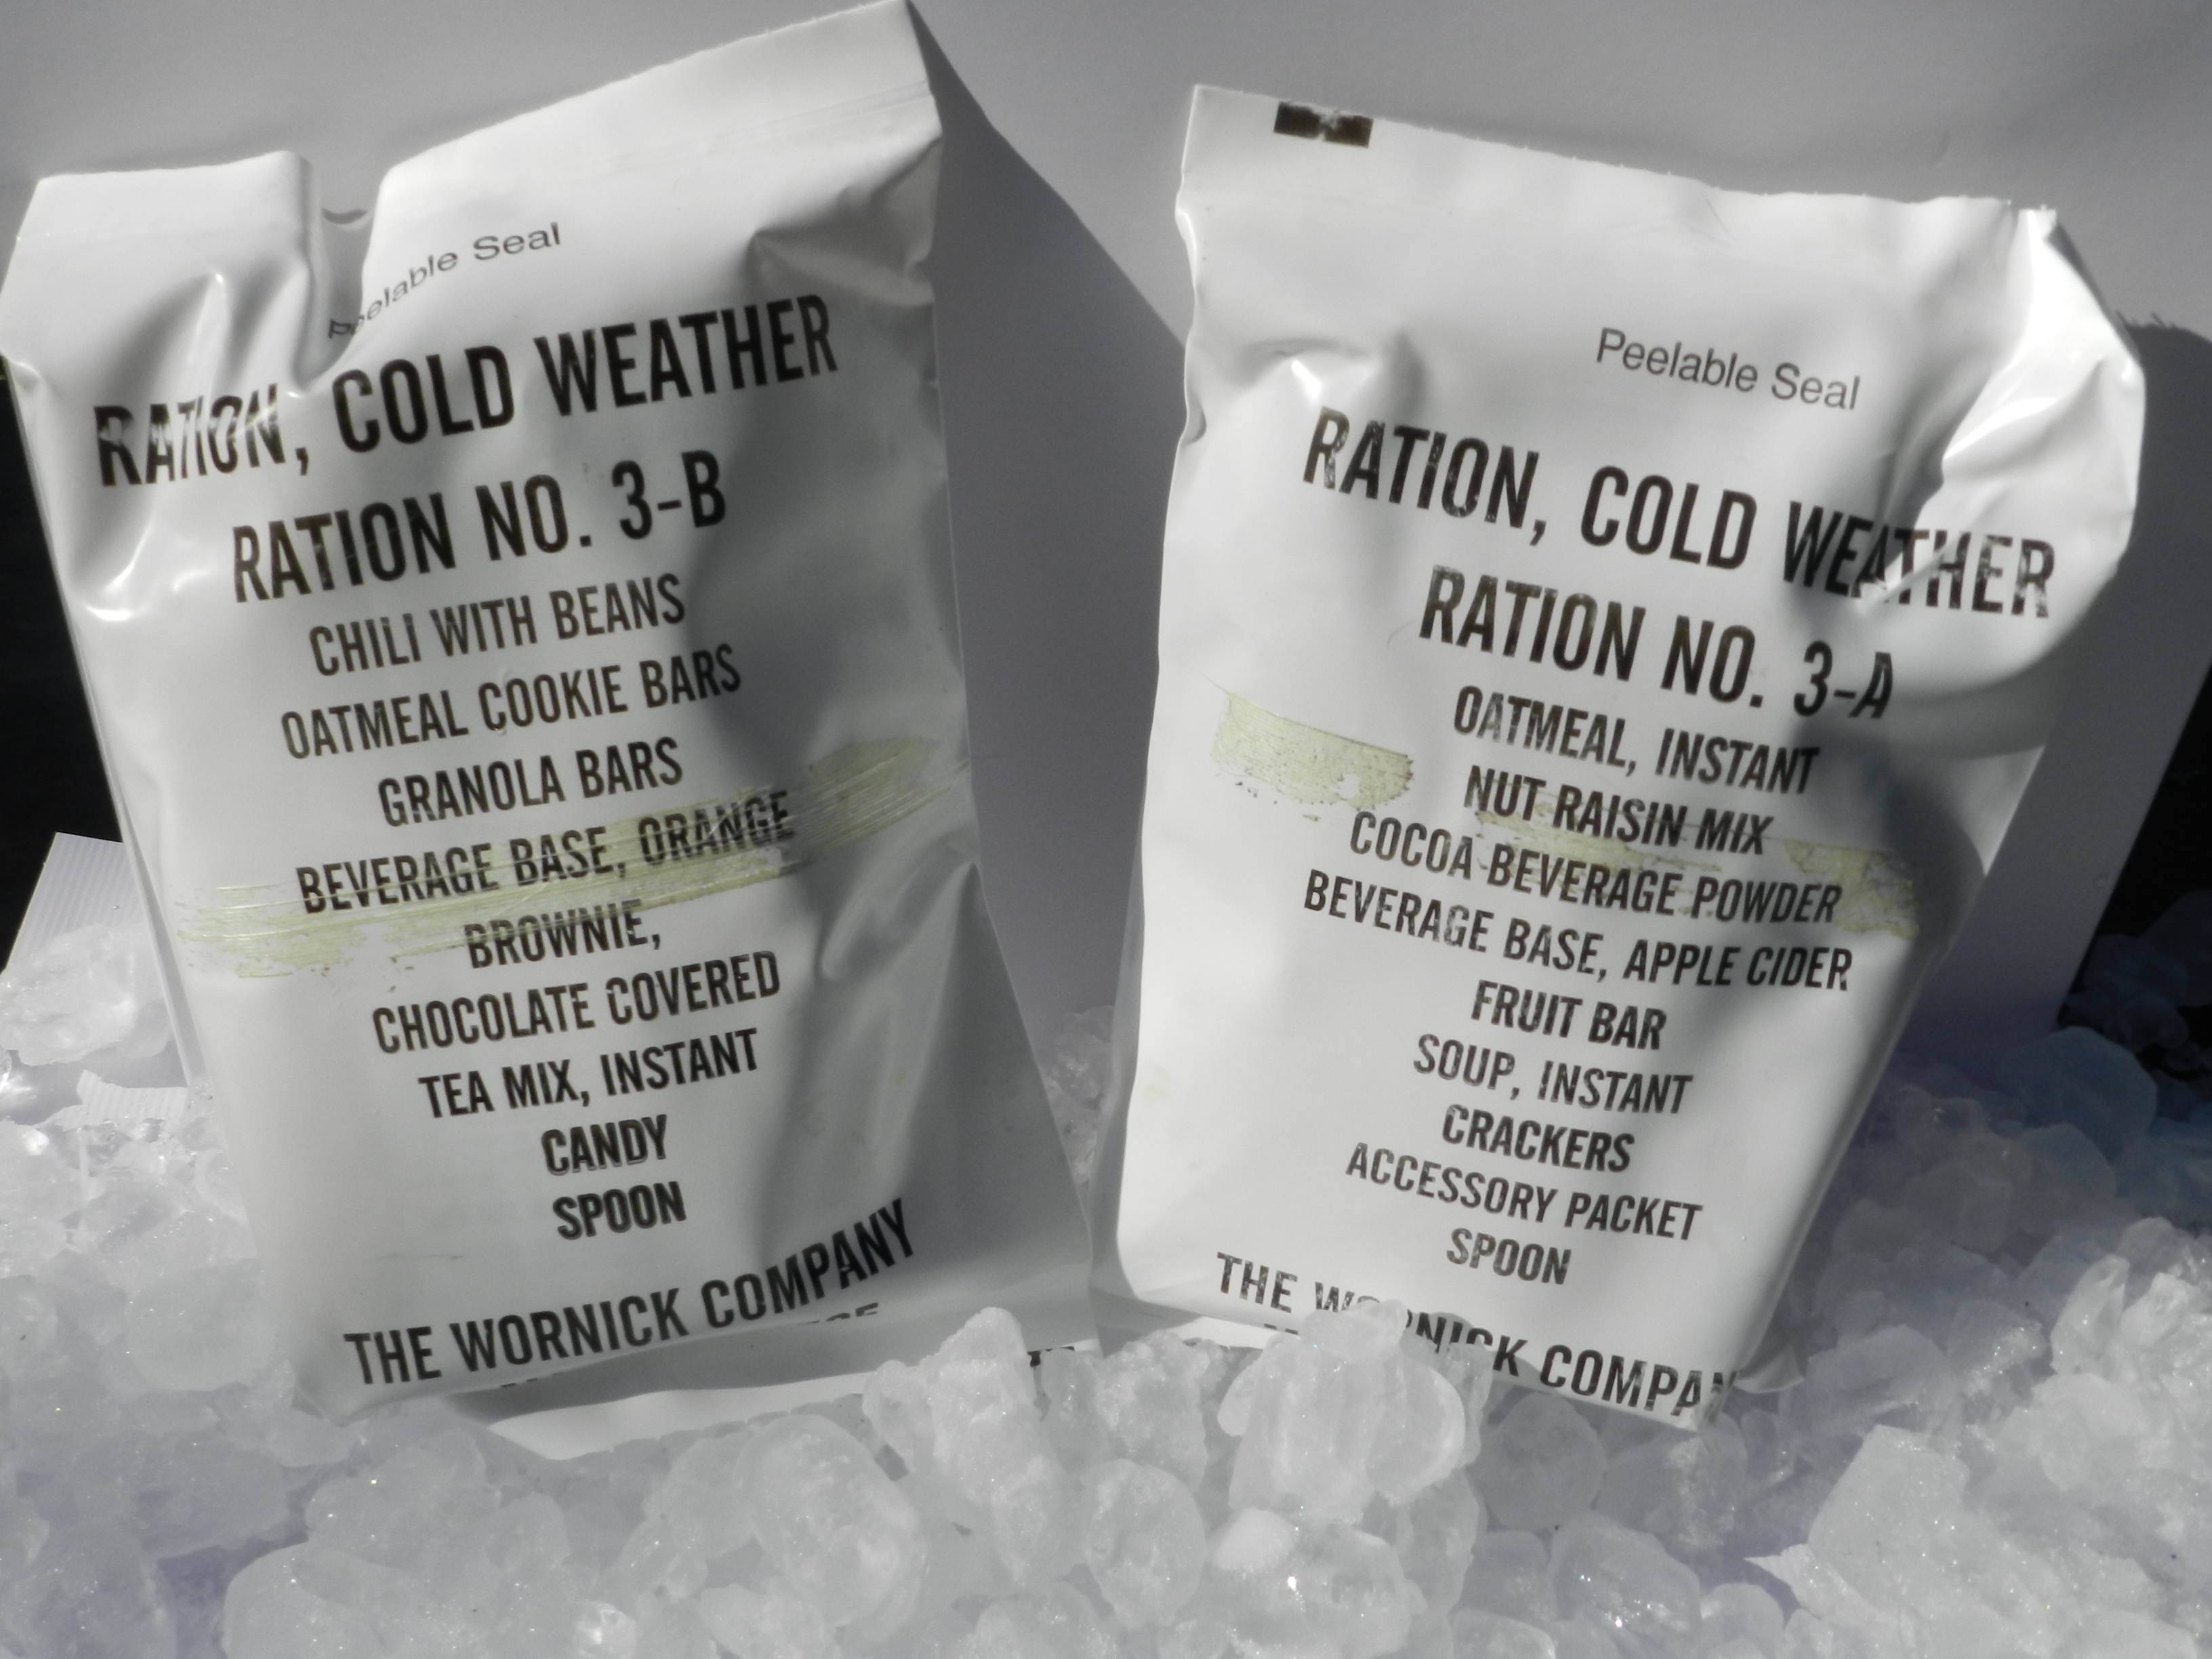 Peelable Seal
RATION, COLD WEATHER
RATION NO. 3-B
CHILI WITH BEANS
OATMEAL COOKIE BARS
GRANOLA BARS
BEVERAGE BASE, ORANGE
BROWNIE,
CHOCOLATE COVERED
TEA MIX, INSTANT
CANDY
SPOON
THE WORNICK COMPANY
Peelable Seal
RATION, COLD WEATHER
RATION NO. 3-A
OATMEAL, INSTANT
NUT RAISIN MIX
COCOA BEVERAGE POWDER
BEVERAGE BASE, APPLE CIDER
FRUIT BAR
SOUP, INSTANT
CRACKERS
ACCESSORY PACKET
SPOON
THE WORNICK COMPAN